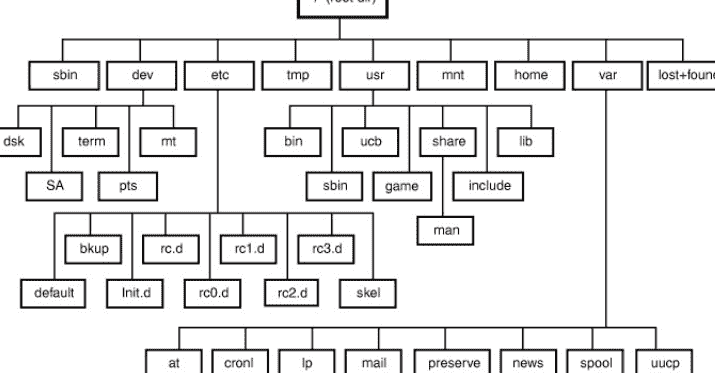 / (root dir)
sbin dev etc tmp usr mnt home var lost+found
dsk term mt bin ucb share lib
SA pts sbin game include
man
bkup rc.d rc1.d rc3.d
default Init.d rc0.d rc2.d skel
at cronl lp mail preserve news spool uucp